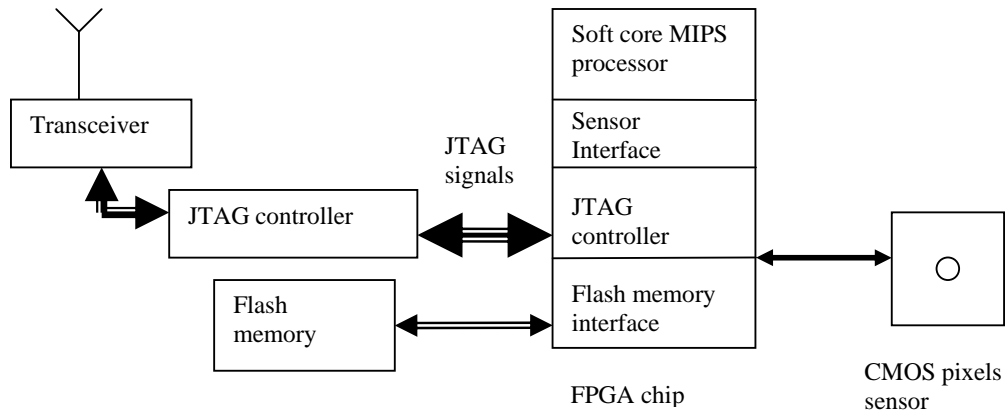 Transceiver
JTAG controller
JTAG
signals
Flash
memory
Soft core MIPS
processor
Sensor
Interface
JTAG
controller
Flash memory
interface
FPGA chip
CMOS pixels
sensor